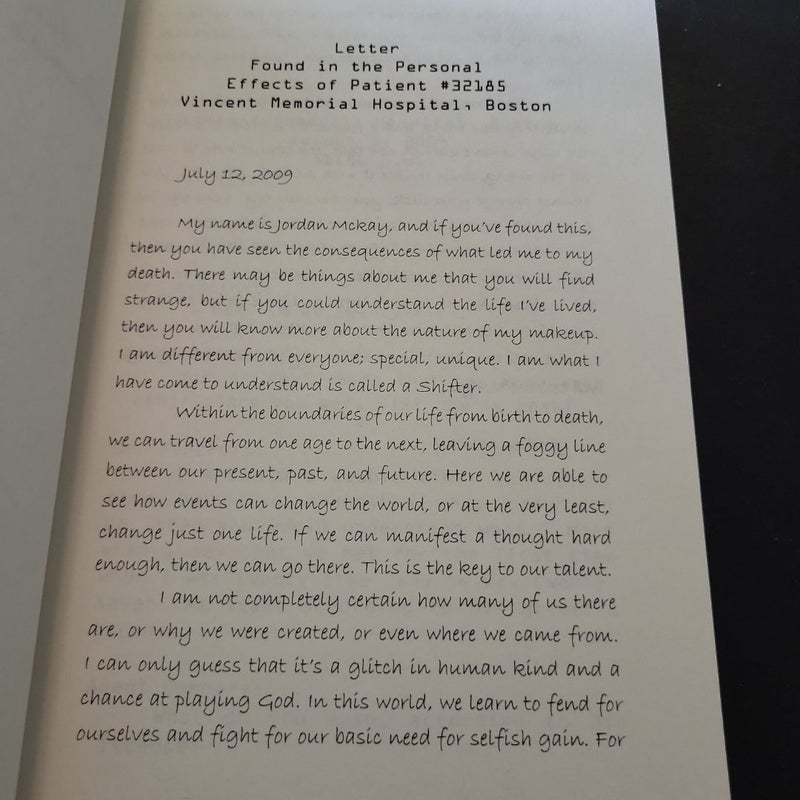 Letter
Found in the Personal
Effects of Patient #32185
Vincent Memorial Hospital, Boston
July 12, 2009
My name is Jordan Mckay, and if you've found this,
then you have seen the consequences of what led me to my
death. There may be things about me that you will find
strange, but if you could understand the life I've lived,
then you will know more about the nature of my makeup.
I am different from everyone; special, unique. I am what I
have come to understand is called a Shifter.
Within the boundaries of our life from birth to death,
we can travel from one age to the next, leaving a foggy line
between our present, past, and future. Here we are able to
see how events can change the world, or at the very least,
change just one life. If we can manifest a thought hard
enough, then we can go there. This is the key to our talent.
I am not completely certain how many of us there
are, or why we were created, or even where we came from.
I can only guess that it's a glitch in human kind and a
chance at playing God. In this world, we learn to fend for
ourselves and fight for our basic need for selfish gain. For